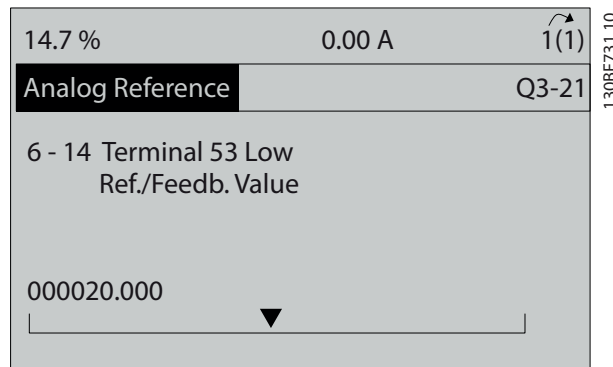 14.7 % 0.00 A 1(1)
Analog Reference Q3-21
6 - 14 Terminal 53 Low
Ref./Feedb. Value
000020.000
130BF731.10